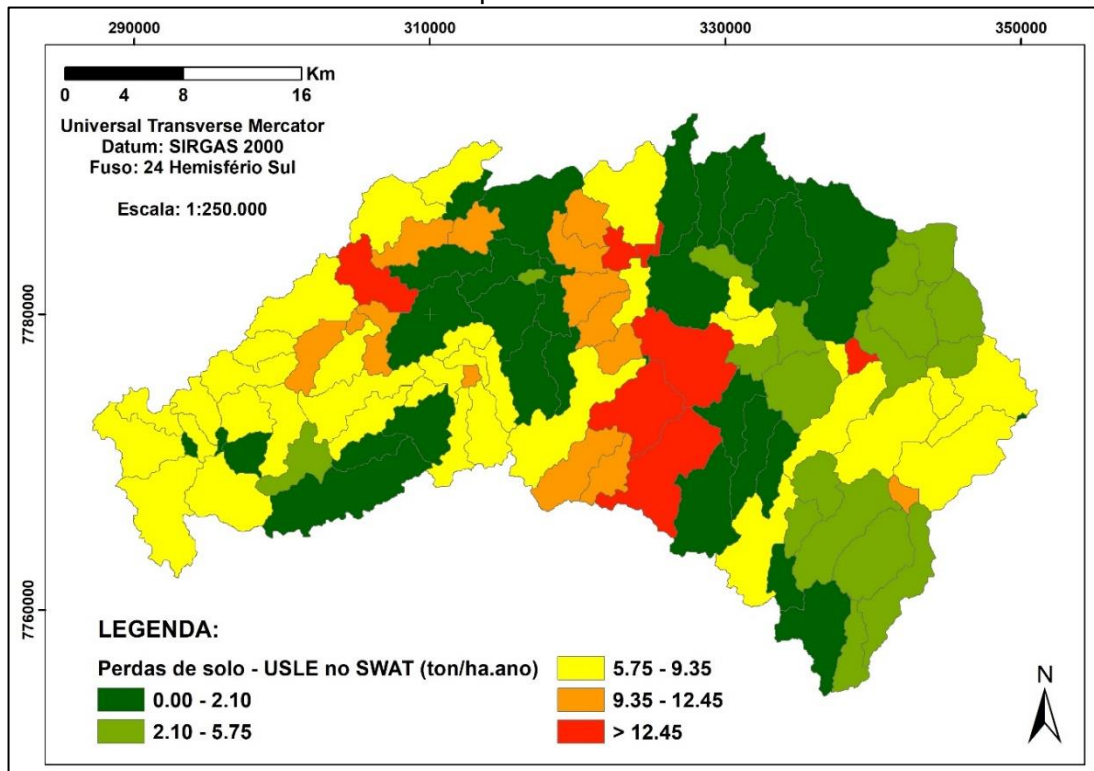 290000 310000 330000 350000
Km
0 4 8 16
Universal Transverse Mercator
Datum: SIRGAS 2000
Fuso: 24 Hemisfério Sul
Escala: 1:250.000
7780000
7760000
LEGENDA:
Perdas de solo - USLE no SWAT (ton/ha.ano)
0.00 - 2.10
2.10 - 5.75
5.75 - 9.35
9.35 - 12.45
> 12.45
N